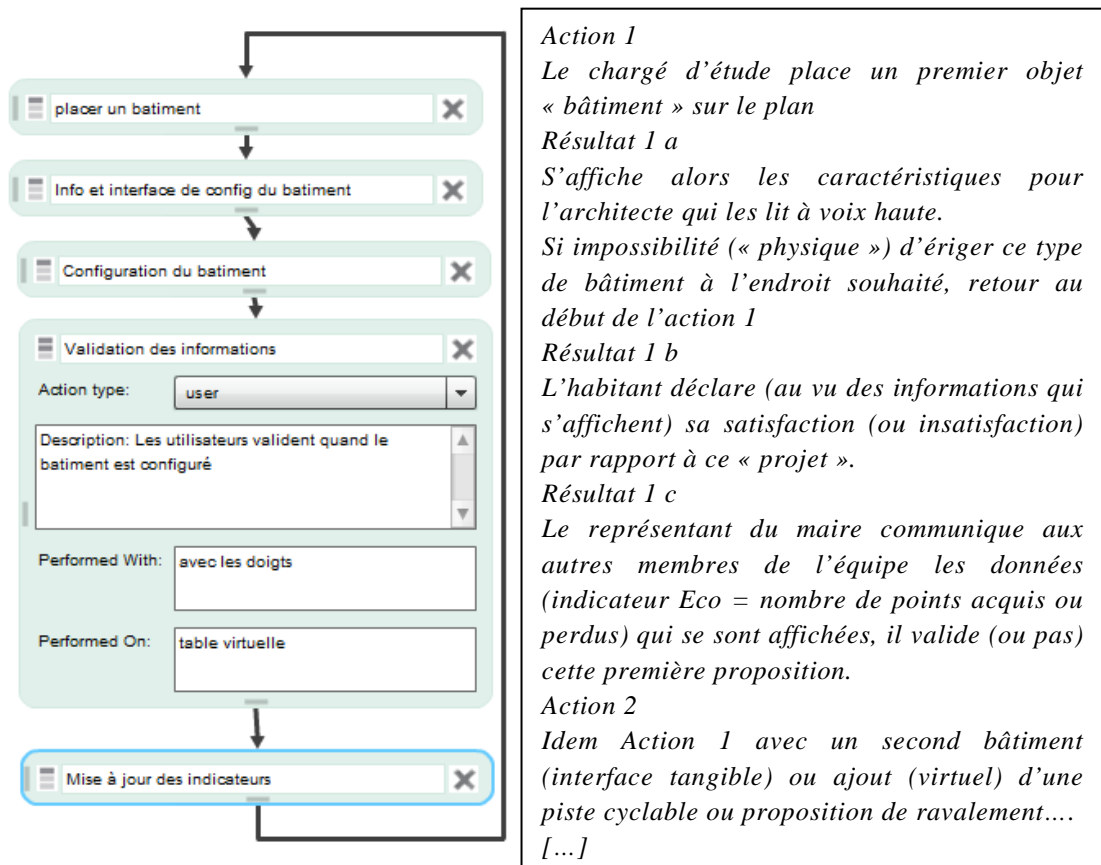 placer un batiment
Info et interface de config du batiment
Configuration du batiment
Validation des informations
Action type:
user
Description: Les utilisateurs valident quand le
batiment est configuré
Performed With:
avec les doigts
Performed On:
table virtuelle
Mise à jour des indicateurs
Action 1
Le chargé d’étude place un premier objet
« bâtiment » sur le plan
Résultat 1 a
S’affiche alors les caractéristiques pour
l’architecte qui les lit à voix haute.
Si impossibilité (« physique ») d’ériger ce type
de bâtiment à l’endroit souhaité, retour au
début de l’action 1
Résultat 1 b
L’habitant déclare (au vu des informations qui
s’affichent) sa satisfaction (ou insatisfaction)
par rapport à ce « projet ».
Résultat 1 c
Le représentant du maire communique aux
autres membres de l’équipe les données
(indicateur Eco = nombre de points acquis ou
perdus) qui se sont affichées, il valide (ou pas)
cette première proposition.
Action 2
Idem Action 1 avec un second bâtiment
(interface tangible) ou ajout (virtuel) d’une
piste cyclable ou proposition de ravalement….
[…]